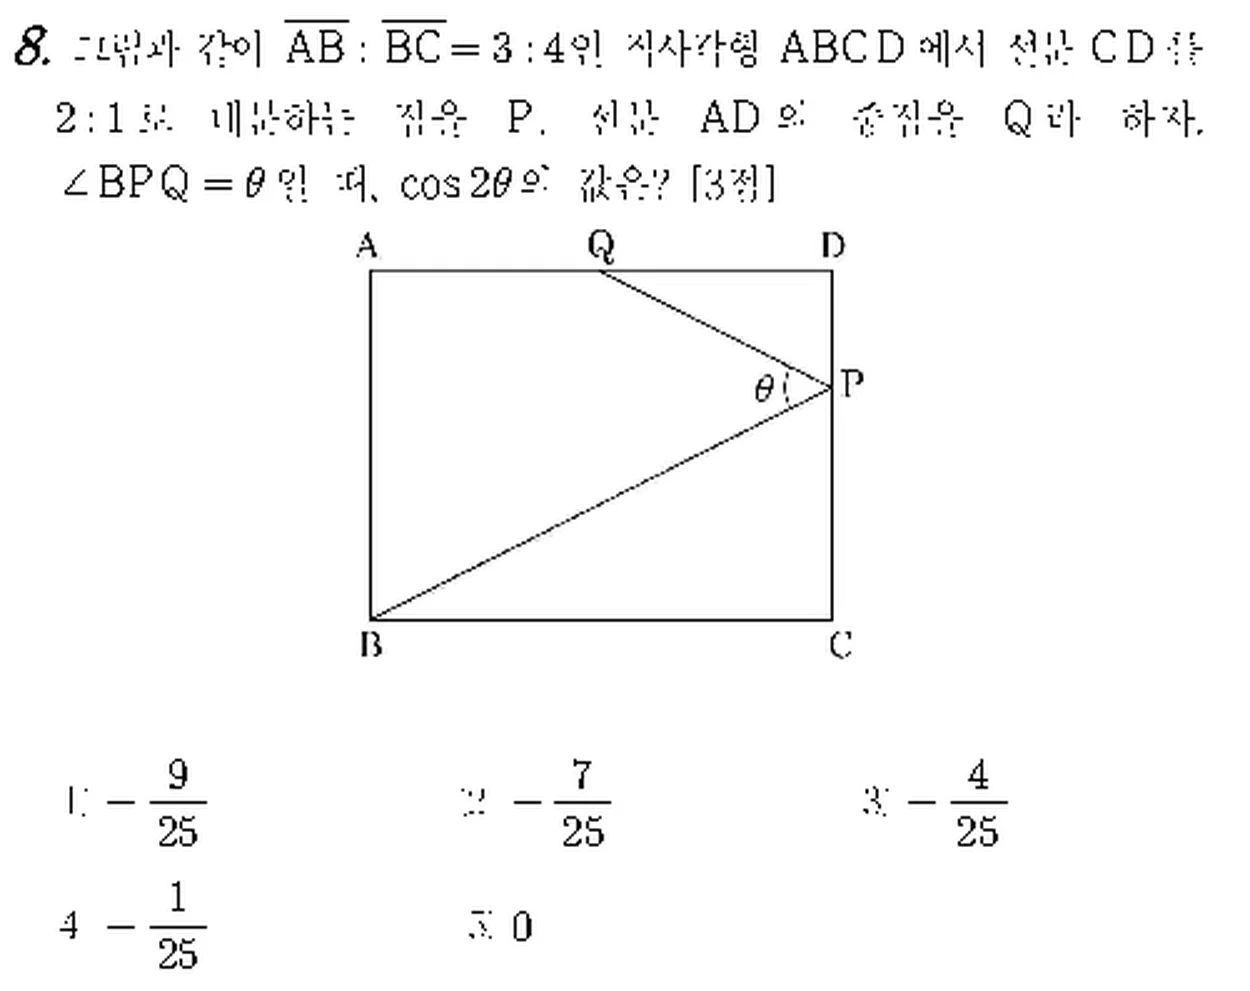 8. 그림과 같이 AB : BC = 3 : 4인 직사각형 ABCD에서 선분 CD를
2 : 1로 내분하는 점을 P, 선분 AD의 중점을 Q라 하자.
∠BPQ = θ일 때, cos 2θ의 값은? [3점]
A Q D
θ P
B C
① −9/25 ② −7/25 ③ −4/25
④ −1/25 ⑤ 0